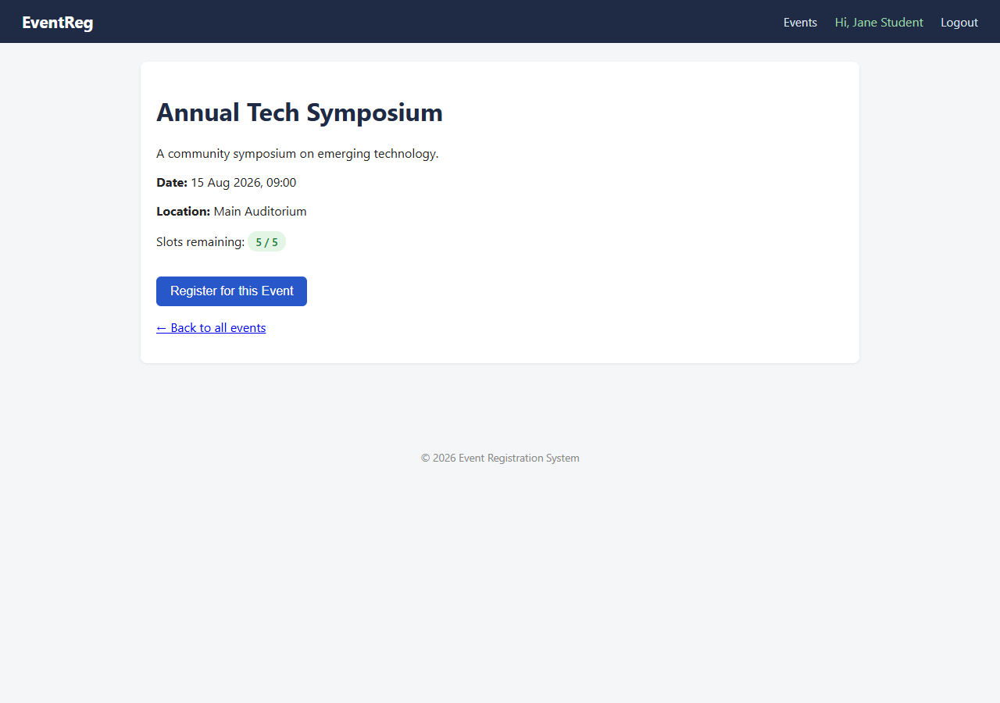 EventReg
Events
Hi, Jane Student
Logout
Annual Tech Symposium
A community symposium on emerging technology.
Date: 15 Aug 2026, 09:00
Location: Main Auditorium
Slots remaining: 5 / 5
Register for this Event
← Back to all events
© 2026 Event Registration System